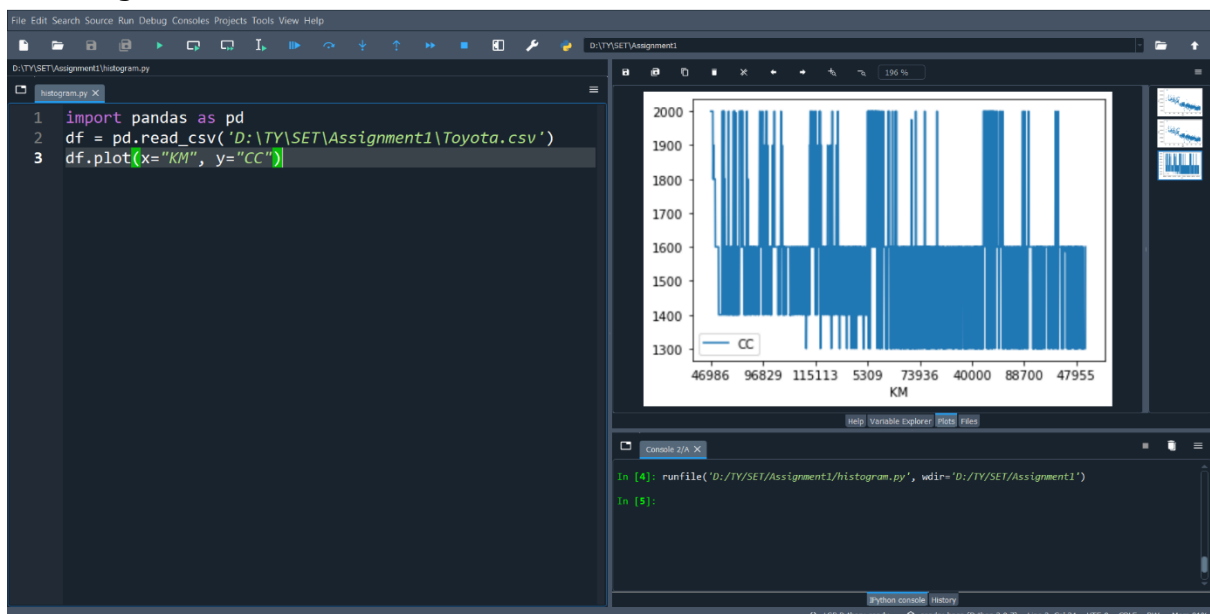 File Edit Search Source Run Debug Consoles Projects Tools View Help
D:\TY\SET\Assignment1
D:\TY\SET\Assignment1\histogram.py
histogram.py X
1 import pandas as pd
2 df = pd.read_csv('D:\TY\SET\Assignment1\Toyota.csv')
3 df.plot(x="KM", y="CC")
196 %
2000
1900
1800
1700
1600
1500
1400
1300
CC
46986 96829 115113 5309 73936 40000 88700 47955
KM
Help Variable Explorer Plots Files
Console 2/A X
In [4]: runfile('D:/TY/SET/Assignment1/histogram.py', wdir='D:/TY/SET/Assignment1')
In [5]:
IPython console History